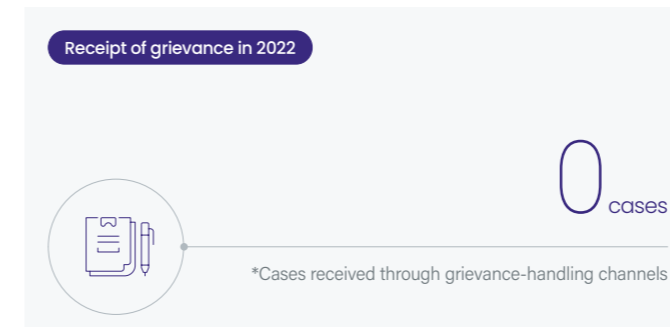 Receipt of grievance in 2022
0 cases
*Cases received through grievance-handling channels